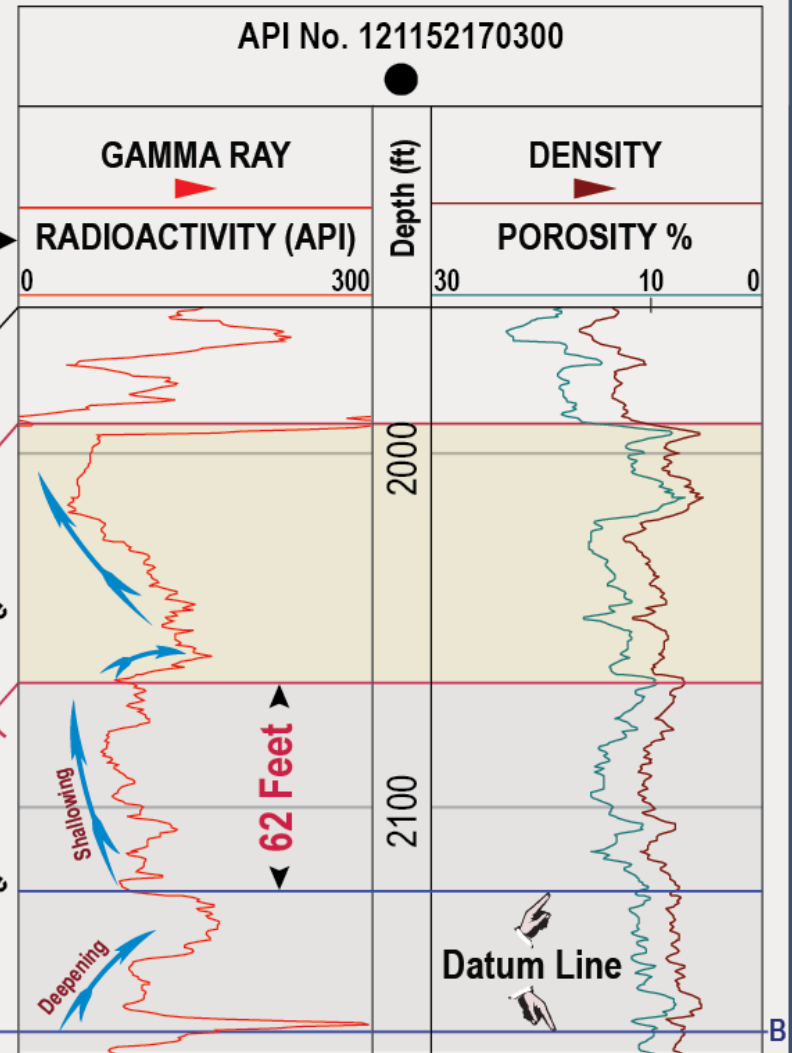 API No. 121152170300
GAMMA RAY
Depth (ft)
DENSITY
RADIOACTIVITY (API)
POROSITY %
0
300
30
10
0
2000
62 Feet
Shallowing
2100
Datum Line
Deepening
B